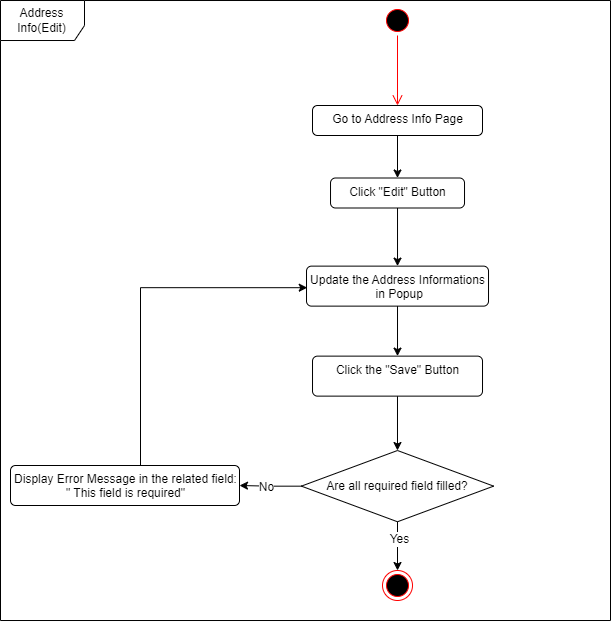 Address
Info(Edit)
Go to Address Info Page
Click "Edit" Button
Update the Address Informations
in Popup
Click the "Save" Button
Display Error Message in the related field:
" This field is required"
No
Are all required field filled?
Yes